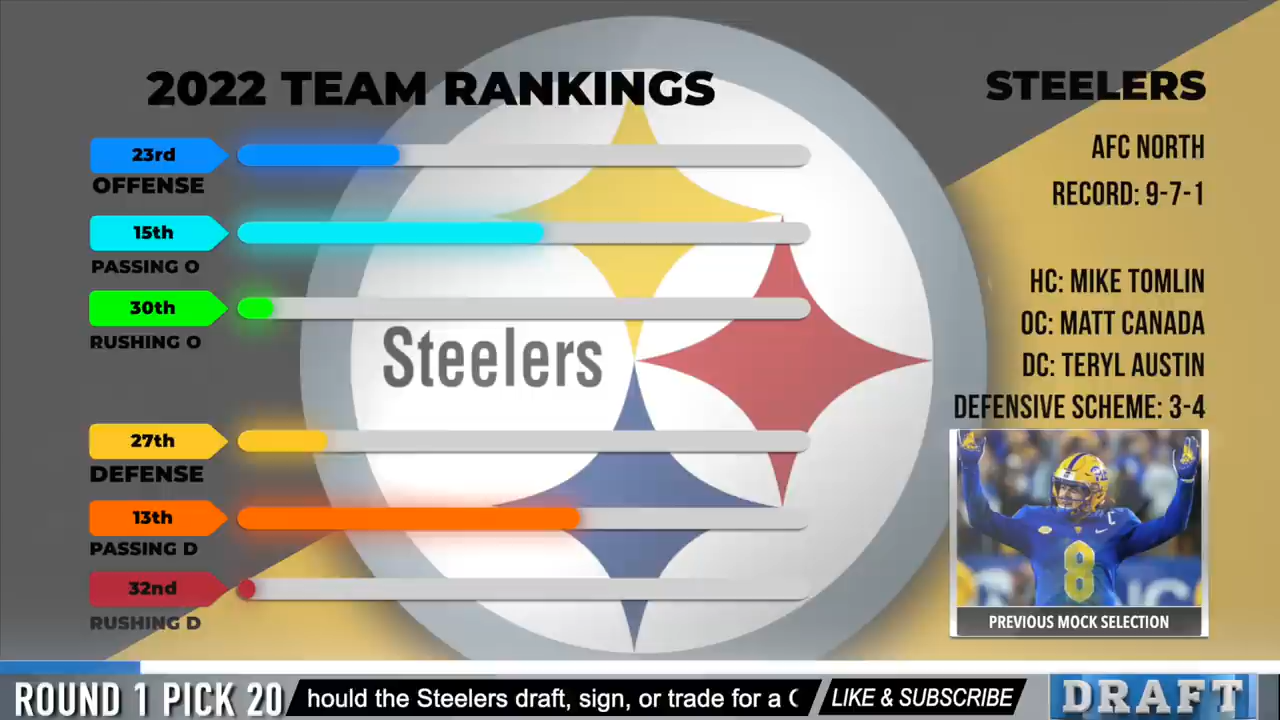 2022 TEAM RANKINGS
23rd
OFFENSE
15th
PASSING O
30th
RUSHING O
27th
DEFENSE
13th
PASSING D
32nd
RUSHING D
Steelers
STEELERS
AFC NORTH
RECORD: 9-7-1
HC: MIKE TOMLIN
OC: MATT CANADA
DC: TERYL AUSTIN
DEFENSIVE SCHEME: 3-4
C
8
PREVIOUS MOCK SELECTION
ROUND 1 PICK 20
hould the Steelers draft, sign, or trade for a
LIKE & SUBSCRIBE
DRAFT